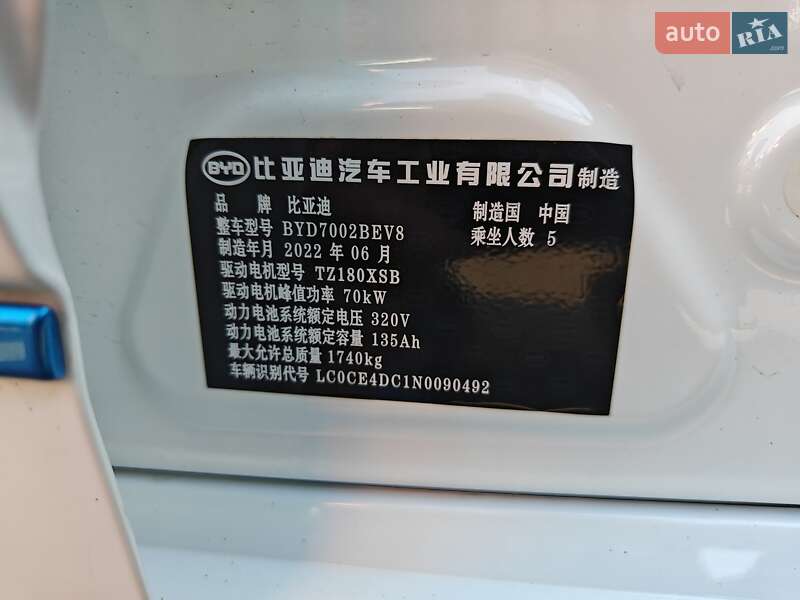 auto RIA .com
BYD 比亚迪汽车工业有限公司制造
品 牌 比亚迪 制造国 中国
整车型号 BYD7002BEV8 乘坐人数 5
制造年月 2022 年 06 月
驱动电机型号 TZ180XSB
驱动电机峰值功率 70kW
动力电池系统额定电压 320V
动力电池系统额定容量 135Ah
最大允许总质量 1740kg
车辆识别代号 LC0CE4DC1N0090492